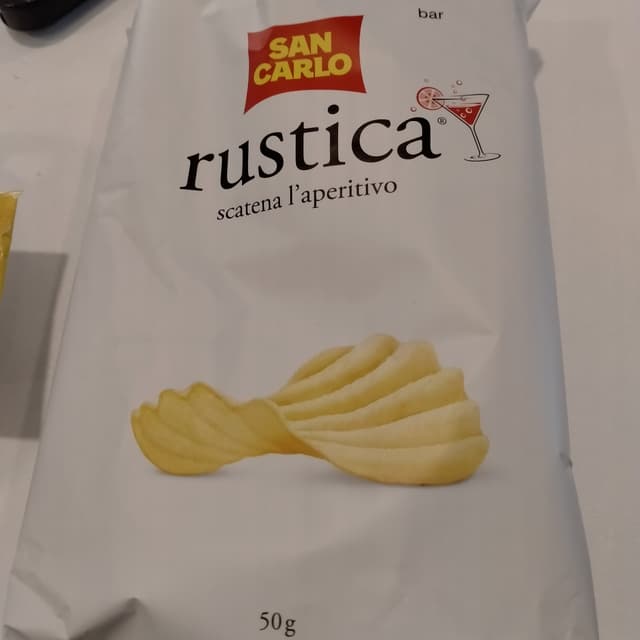 bar
SAN
CARLO
rustica®
scatena l'aperitivo
50g